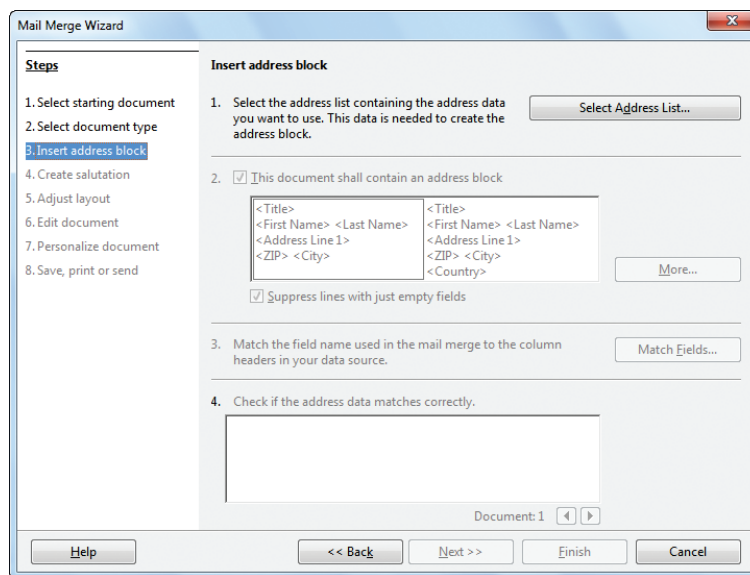 Mail Merge Wizard
Steps
1. Select starting document
2. Select document type
3. Insert address block
4. Create salutation
5. Adjust layout
6. Edit document
7. Personalize document
8. Save, print or send
Insert address block
1. Select the address list containing the address data
you want to use. This data is needed to create the
address block.
Select Address List...
2. This document shall contain an address block
<Title>
<First Name> <Last Name>
<Address Line 1>
<ZIP> <City>
<Title>
<First Name> <Last Name>
<Address Line 1>
<ZIP> <City>
<Country>
More...
Suppress lines with just empty fields
3. Match the field name used in the mail merge to the column
headers in your data source.
Match Fields...
4. Check if the address data matches correctly.
Document: 1
Help
<< Back
Next >>
Finish
Cancel